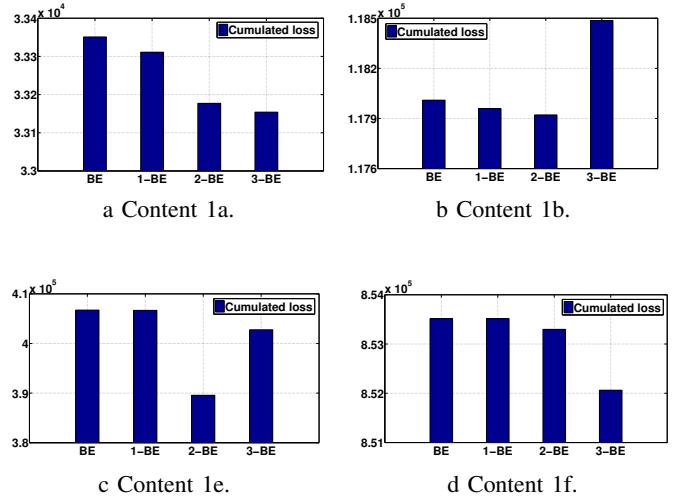 3.34 x 10^4
3.33
3.32
3.31
3.3
Cumulated loss
BE 1-BE 2-BE 3-BE
a Content 1a.
1.185 x 10^5
1.182
1.179
1.176
Cumulated loss
BE 1-BE 2-BE 3-BE
b Content 1b.
4.1 x 10^5
4
3.9
3.8
Cumulated loss
BE 1-BE 2-BE 3-BE
c Content 1e.
8.54 x 10^5
8.53
8.52
8.51
Cumulated loss
BE 1-BE 2-BE 3-BE
d Content 1f.